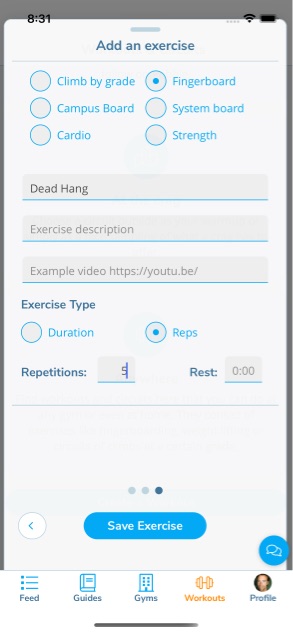 8:31
Add an exercise
Climb by grade Fingerboard
Campus Board System board
Cardio Strength
Dead Hang
Exercise description
Example video https://youtu.be/
Exercise Type
Duration Reps
Repetitions: 5 Rest: 0:00
Save Exercise
Feed Guides Gyms Workouts Profile